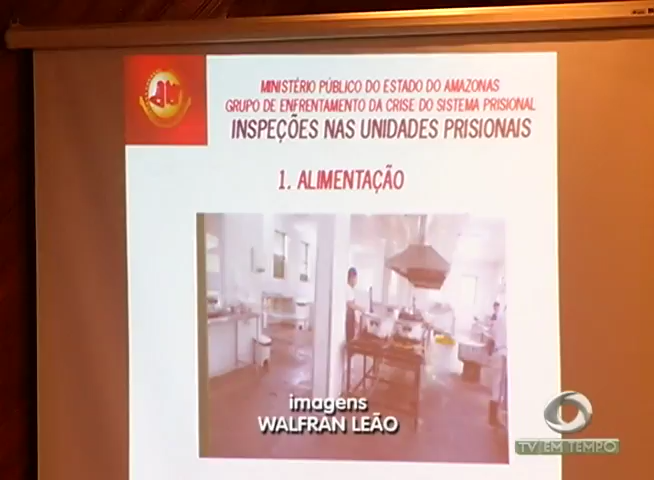 MINISTÉRIO PÚBLICO DO ESTADO DO AMAZONAS
GRUPO DE ENFRENTAMENTO DA CRISE DO SISTEMA PRISIONAL
INSPEÇÕES NAS UNIDADES PRISIONAIS
1. ALIMENTAÇÃO
imagens
WALFRAN LEÃO
TV EM TEMPO